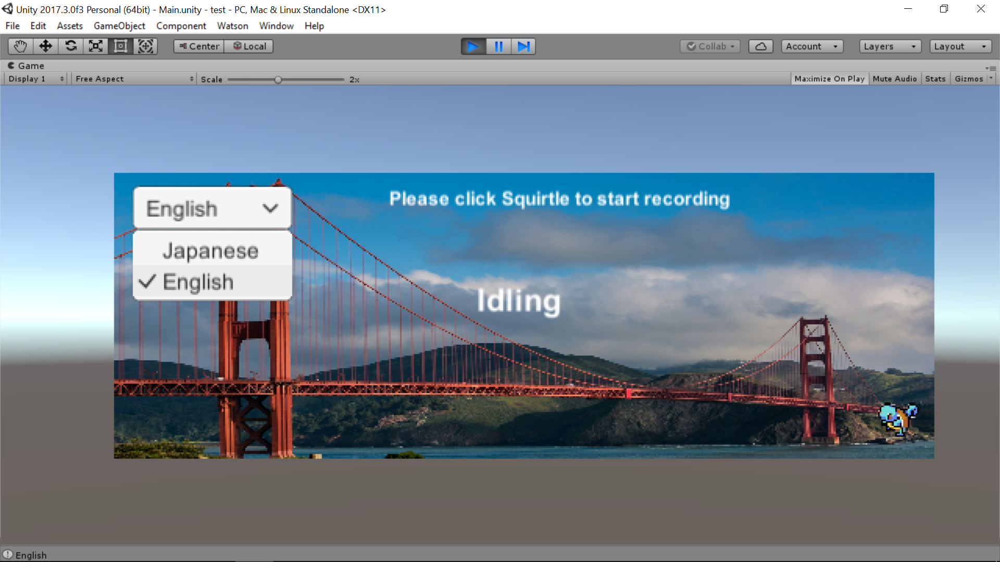 Unity 2017.3.0f3 Personal (64bit) - Main.unity - test - PC, Mac & Linux Standalone <DX11>
File Edit Assets GameObject Component Watson Window Help
Center Local Collab Account Layers Layout
Game
Display 1 Free Aspect Scale 2x Maximize On Play Mute Audio Stats Gizmos
Please click Squirtle to start recording
English
Japanese
English
Idling
English